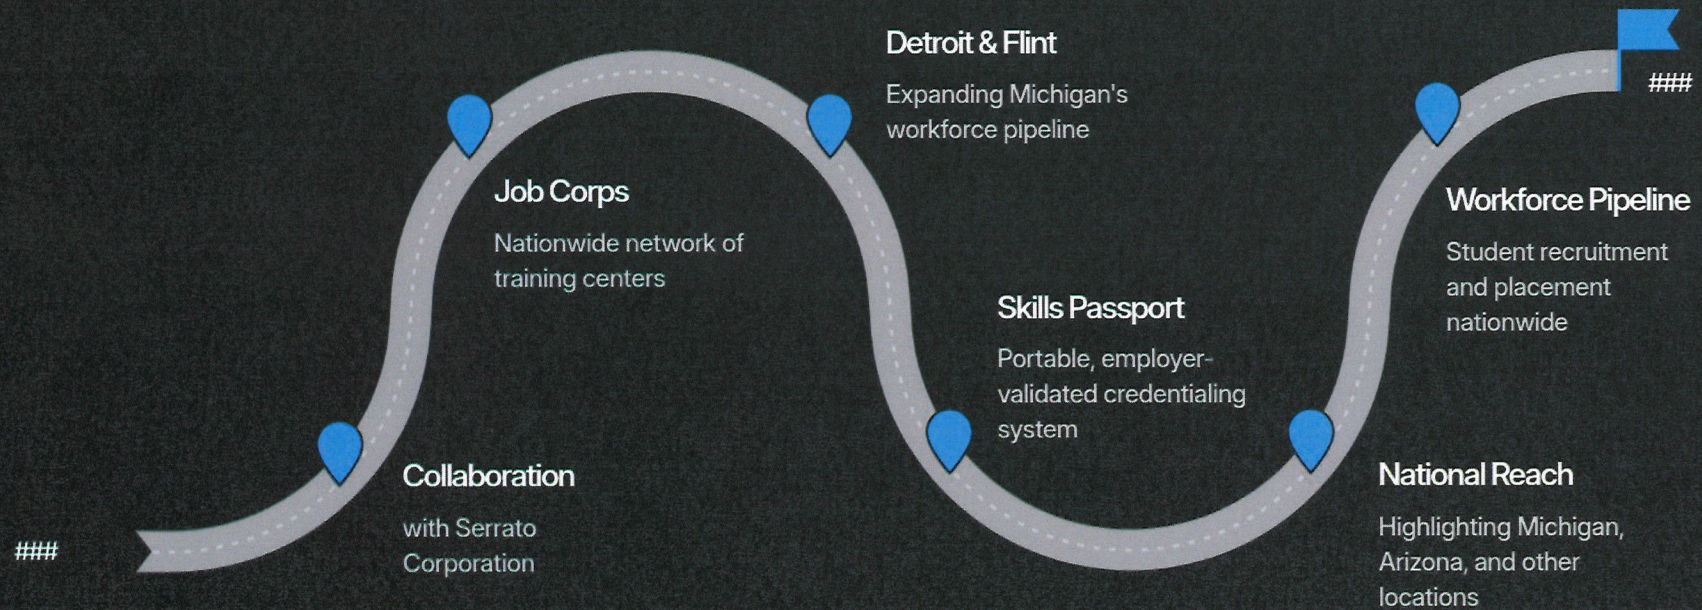 ###
Collaboration
with Serrato
Corporation
Job Corps
Nationwide network of
training centers
Detroit & Flint
Expanding Michigan's
workforce pipeline
Skills Passport
Portable, employer-
validated credentialing
system
National Reach
Highlighting Michigan,
Arizona, and other
locations
Workforce Pipeline
Student recruitment
and placement
nationwide
###